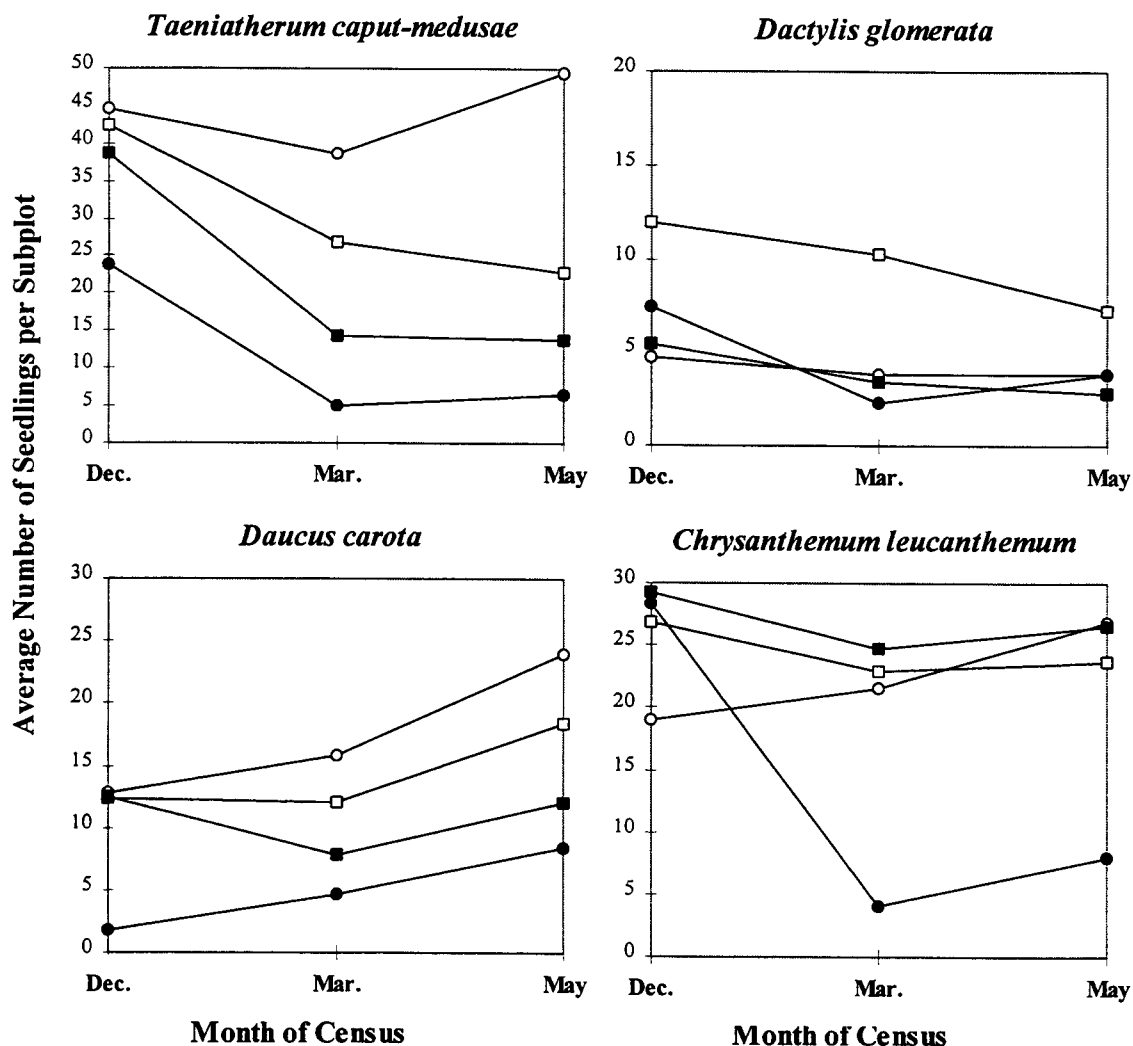 Taeniatherum caput-medusae
50
45
40
35
30
25
20
15
10
5
0
Dec.
Mar.
May
Dactylis glomerata
20
15
10
5
0
Dec.
Mar.
May
Average Number of Seedlings per Subplot
Daucus carota
30
25
20
15
10
5
0
Dec.
Mar.
May
Month of Census
Chrysanthemum leucanthemum
30
25
20
15
10
5
0
Dec.
Mar.
May
Month of Census